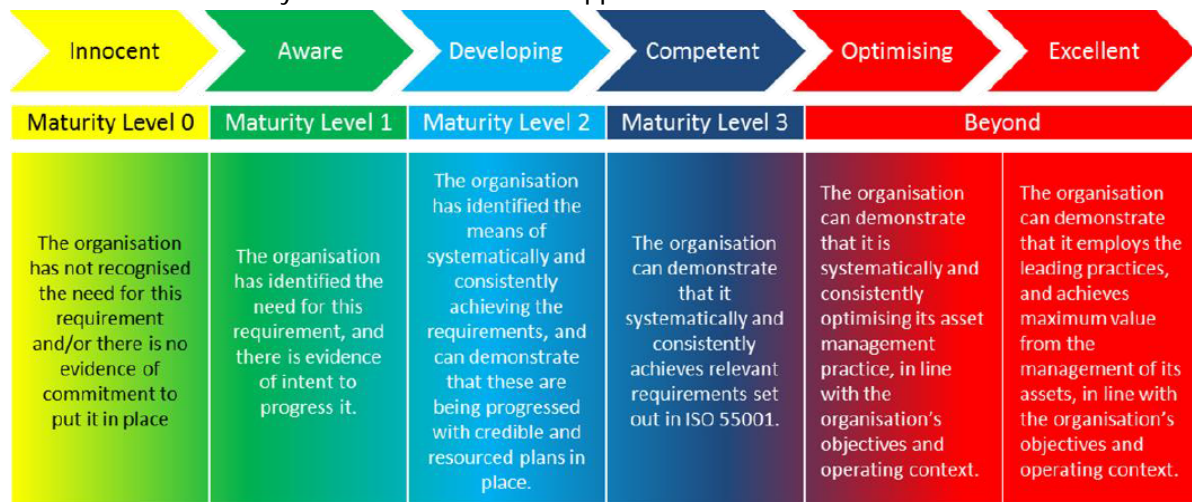 Innocent
Aware
Developing
Competent
Optimising
Excellent
Maturity Level 0
Maturity Level 1
Maturity Level 2
Maturity Level 3
Beyond
The organisation
has not recognised
the need for this
requirement
and/or there is no
evidence of
commitment to
put it in place
The organisation
has identified the
need for this
requirement, and
there is evidence
of intent to
progress it.
The organisation
has identified the
means of
systematically and
consistently
achieving the
requirements, and
can demonstrate
that these are
being progressed
with credible and
resourced plans in
place.
The organisation
can demonstrate
that it
systematically and
consistently
achieves relevant
requirements set
out in ISO 55001.
The organisation
can demonstrate
that it is
systematically and
consistently
optimising its asset
management
practice, in line
with the
organisation's
objectives and
operating context.
The organisation
can demonstrate
that it employs the
leading practices,
and achieves
maximum value
from the
management of its
assets, in line with
the organisation's
objectives and
operating context.